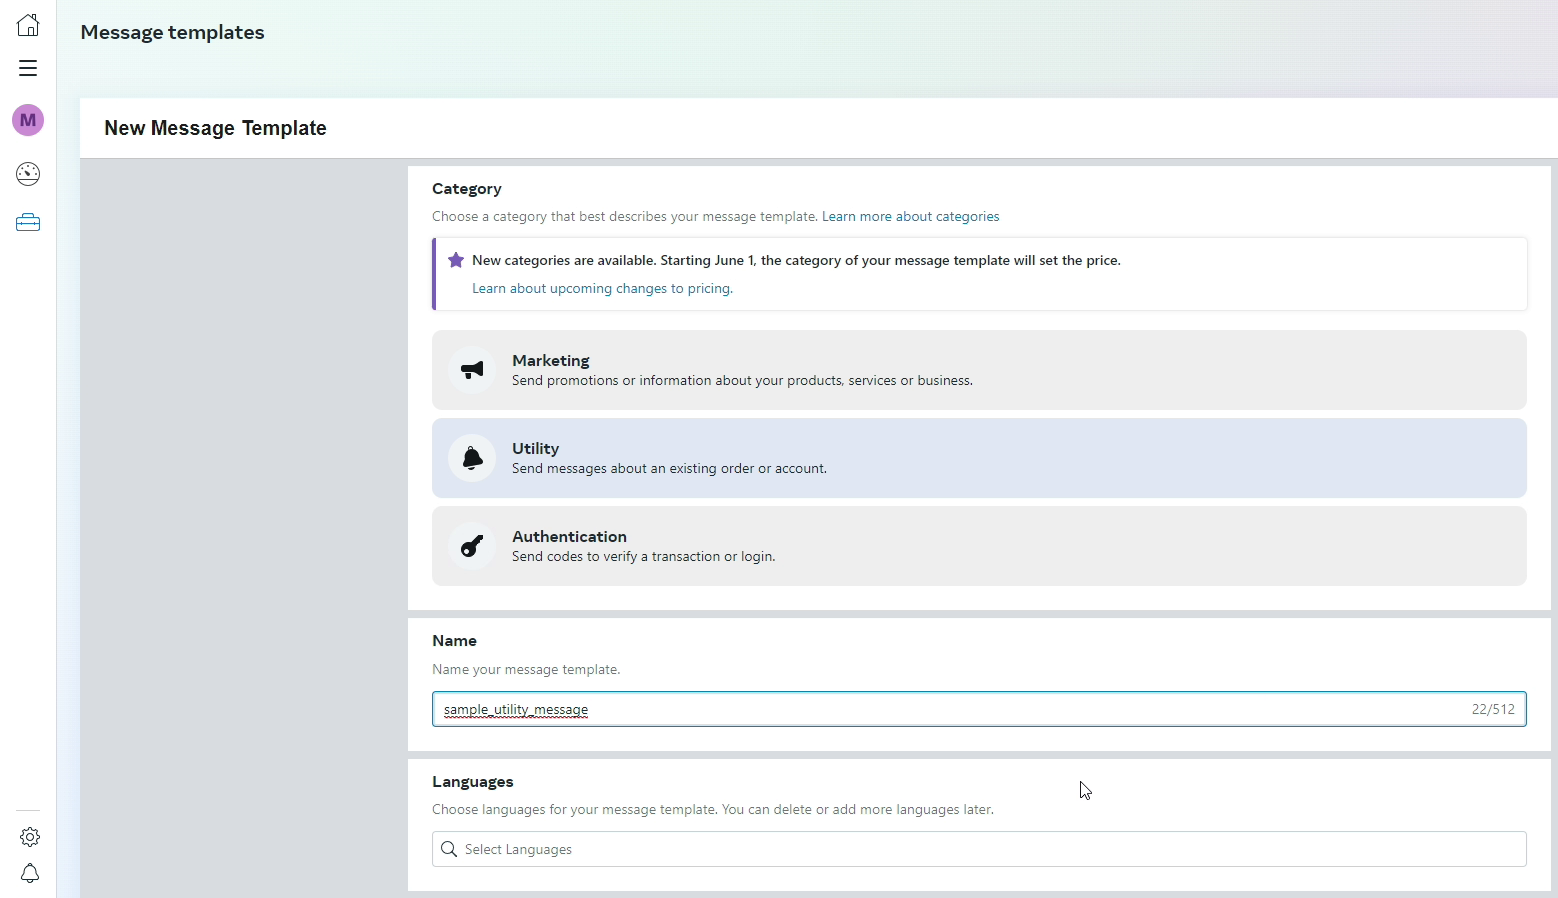 Message templates
M
New Message Template
Category
Choose a category that best describes your message template. Learn more about categories
New categories are available. Starting June 1, the category of your message template will set the price.
Learn about upcoming changes to pricing.
Marketing
Send promotions or information about your products, services or business.
Utility
Send messages about an existing order or account.
Authentication
Send codes to verify a transaction or login.
Name
Name your message template.
sample_utility_message 22/512
Languages
Choose languages for your message template. You can delete or add more languages later.
Select Languages